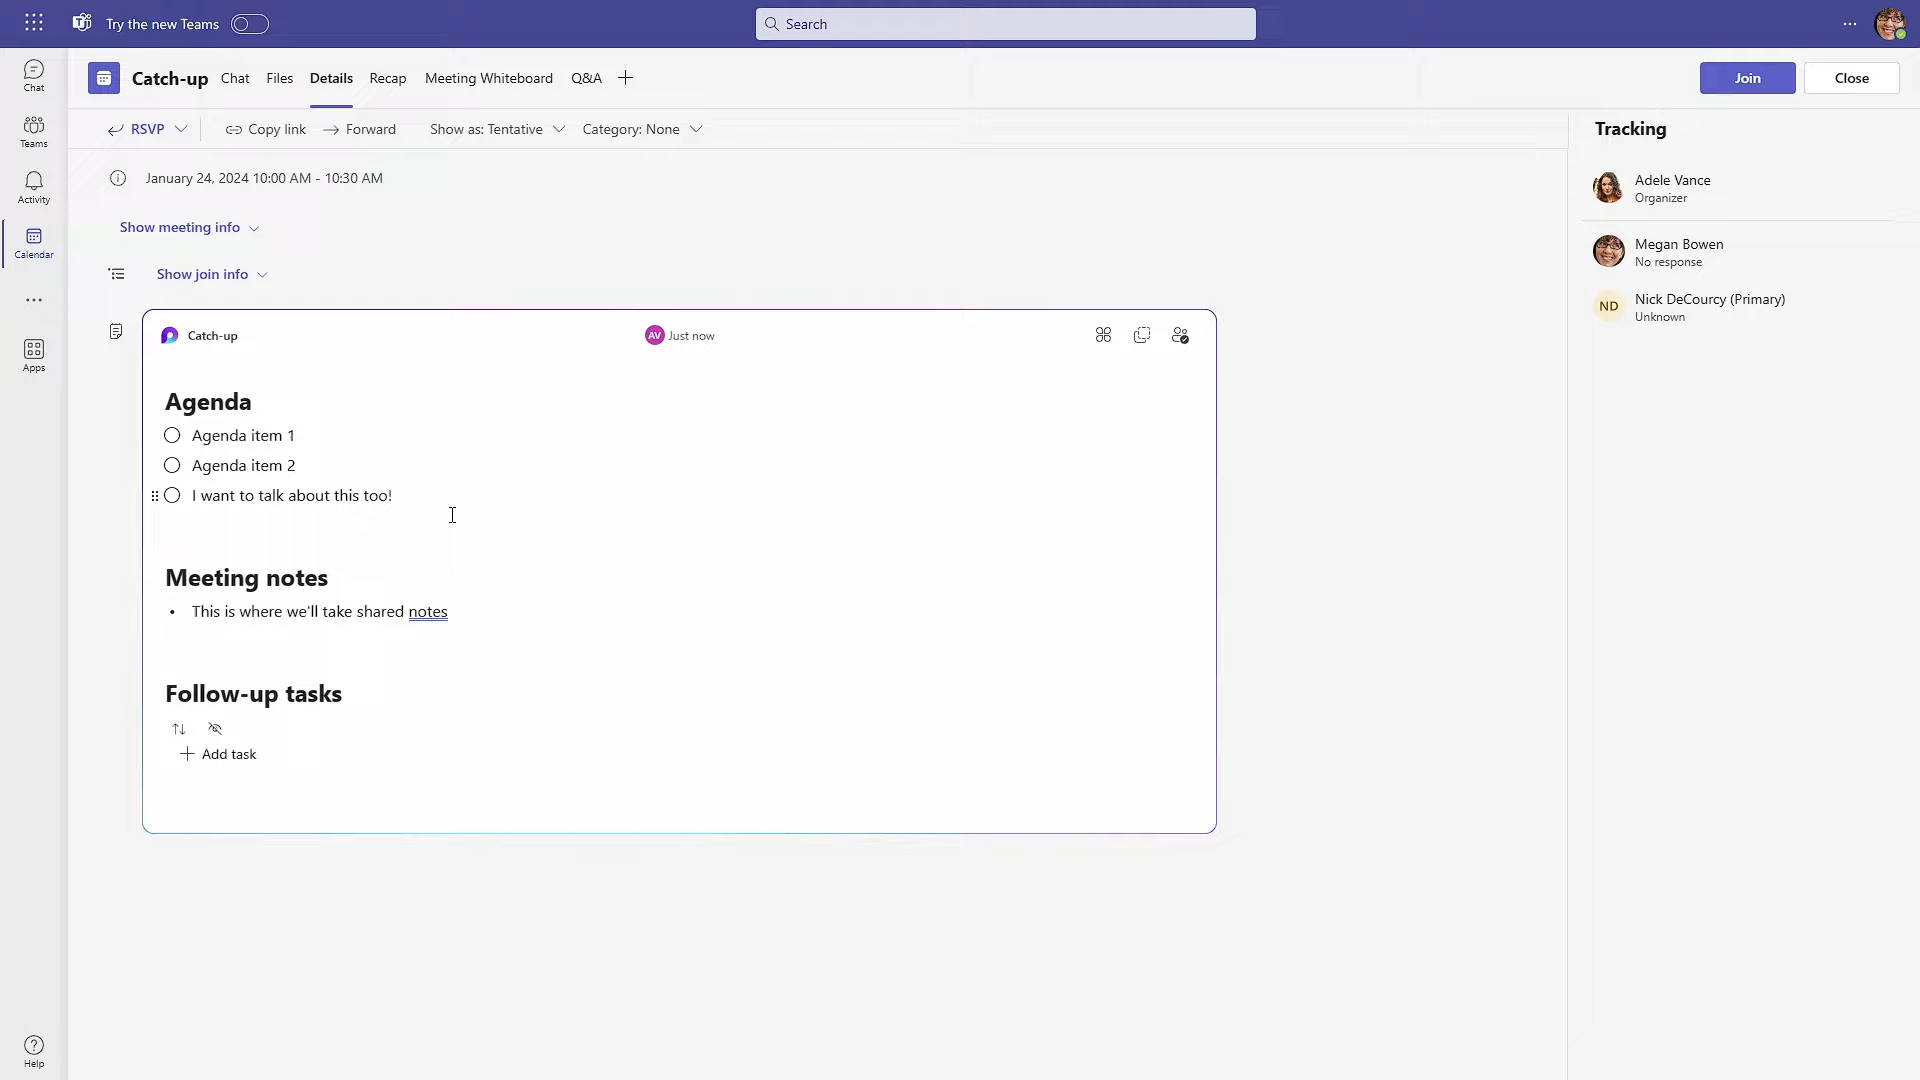 Try the new Teams
Search
Chat
Teams
Activity
Calendar
Apps
Help
Catch-up
Chat
Files
Details
Recap
Meeting Whiteboard
Q&A
Join
Close
RSVP
Copy link
Forward
Show as: Tentative
Category: None
January 24, 2024 10:00 AM - 10:30 AM
Show meeting info
Show join info
Catch-up
AV Just now
Agenda
Agenda item 1
Agenda item 2
I want to talk about this too!
Meeting notes
• This is where we'll take shared notes
Follow-up tasks
Add task
Tracking
Adele Vance
Organizer
Megan Bowen
No response
ND
Nick DeCourcy (Primary)
Unknown